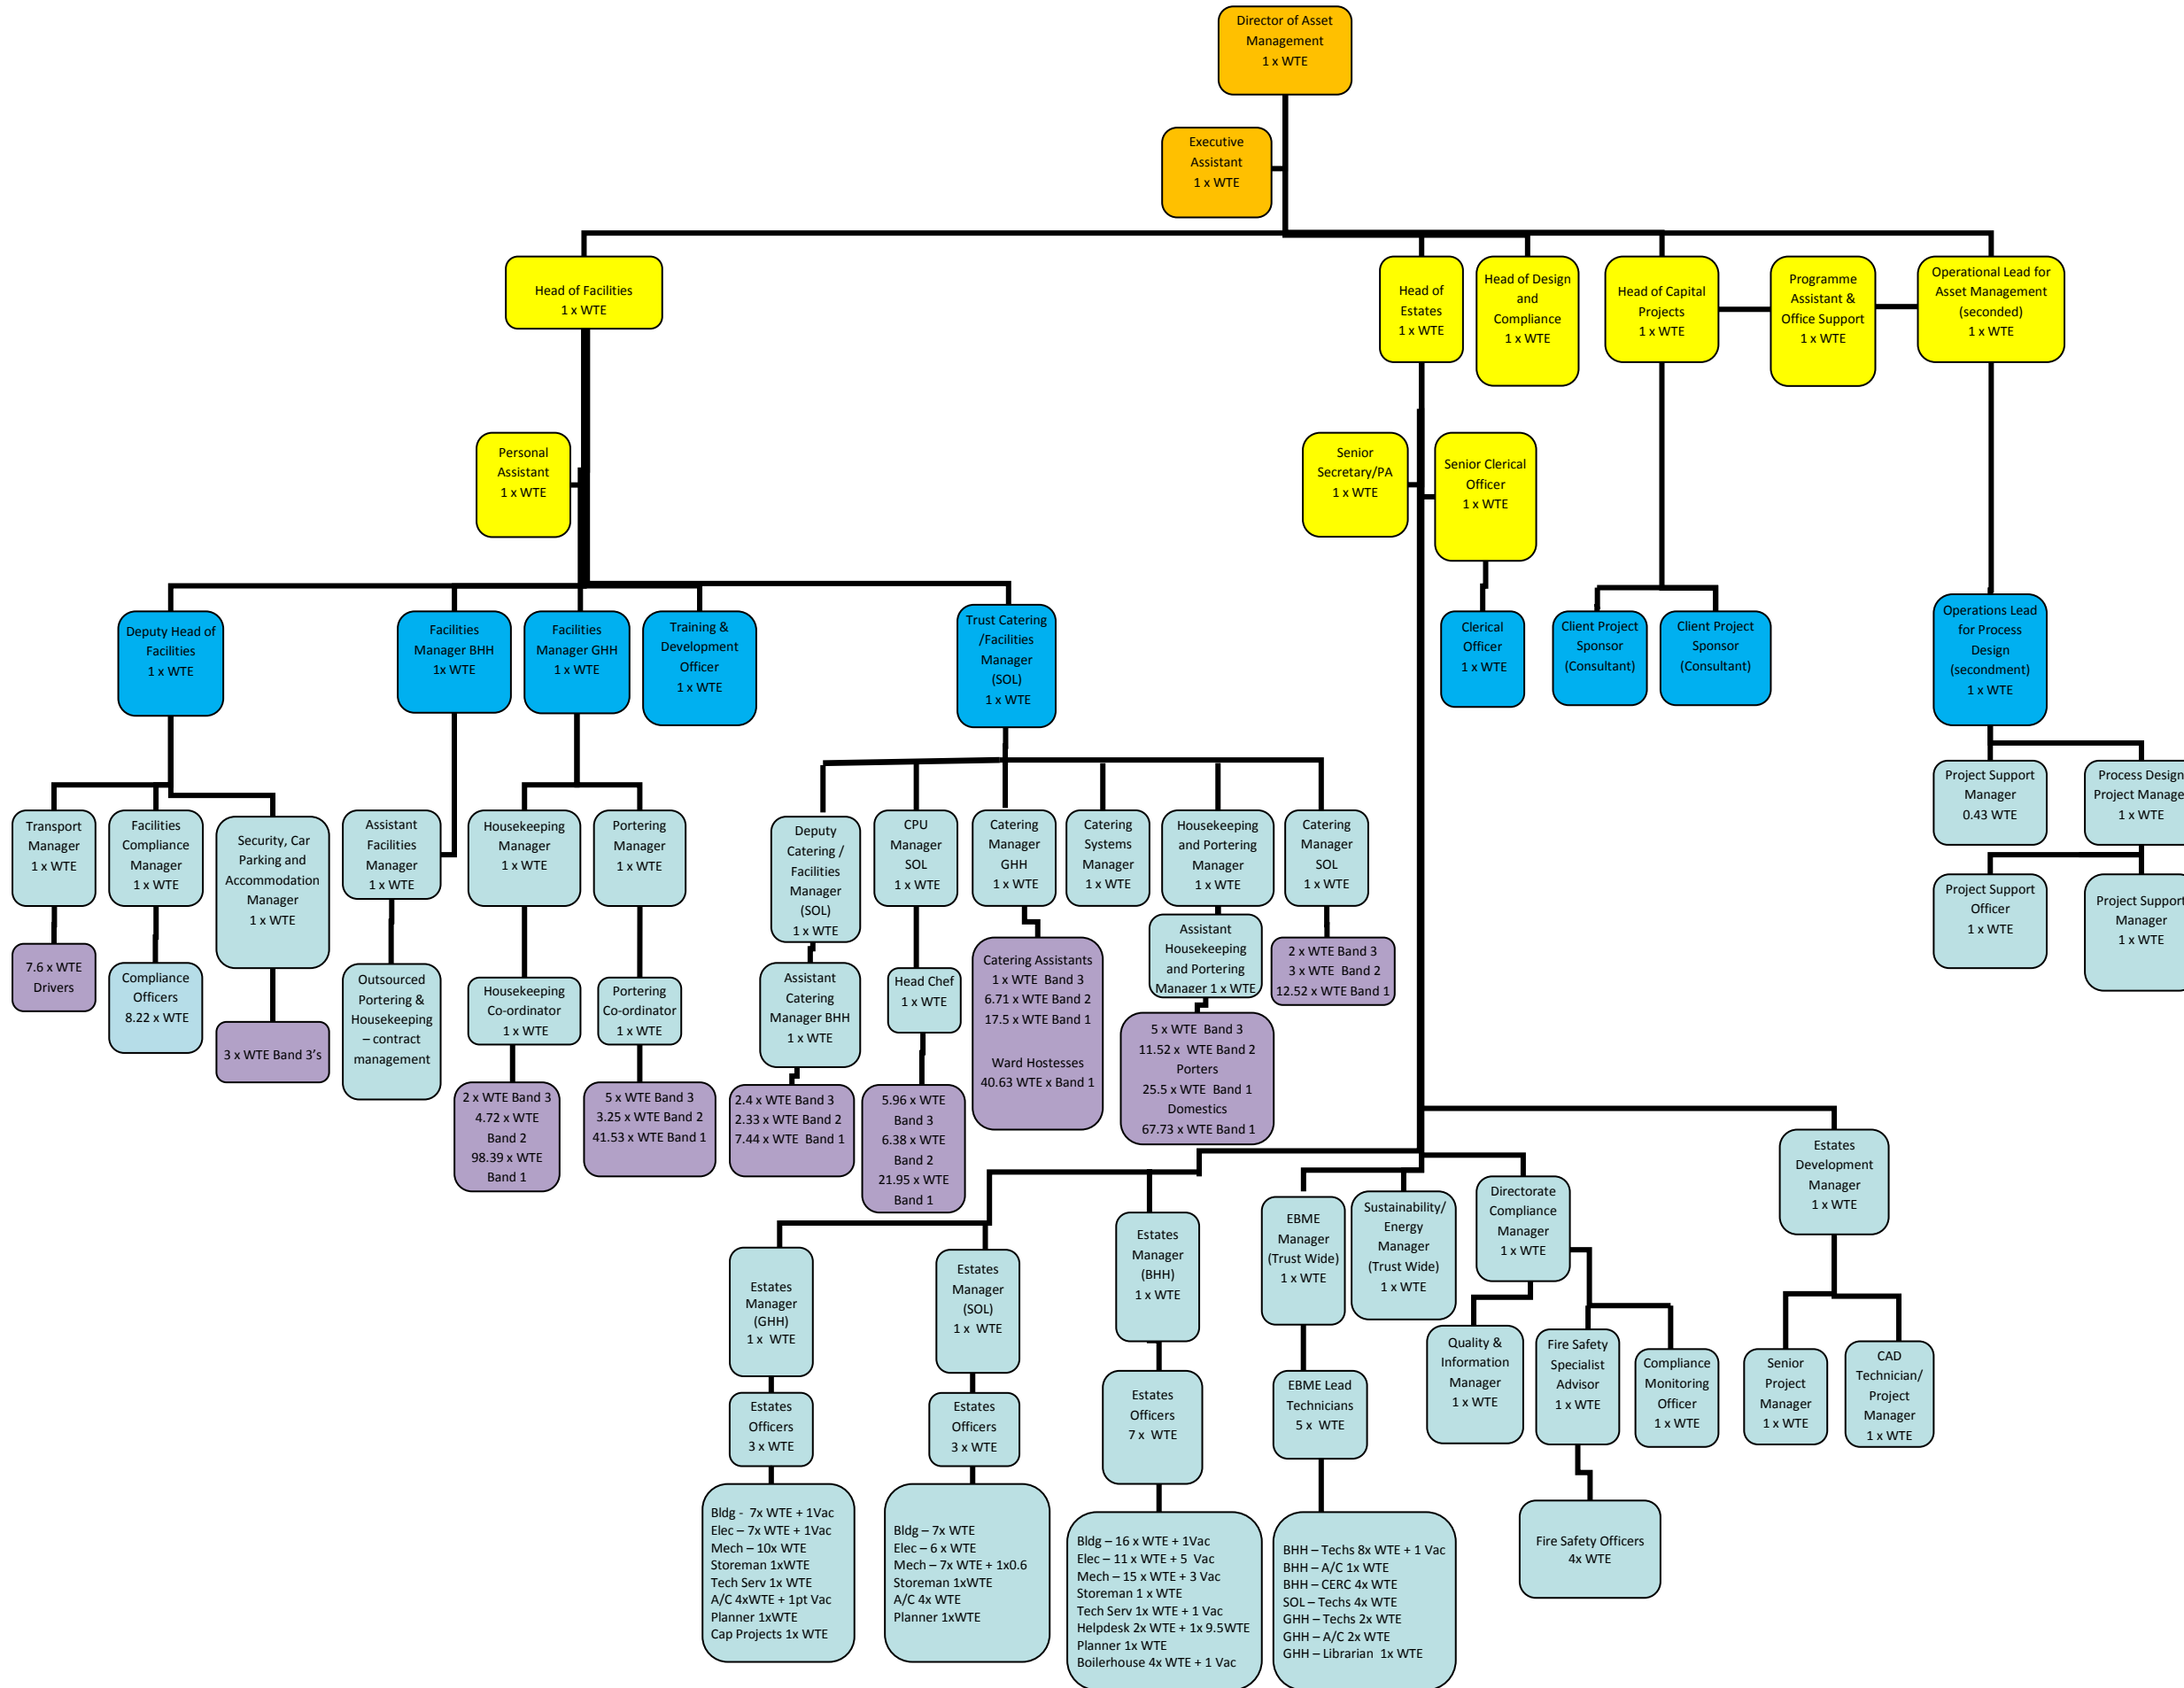 Director of Asset
Management
1 x WTE
Executive
Assistant
1 x WTE
Head of Facilities
1 x WTE
Head of
Estates
1 x WTE
Head of Design
and
Compliance
1 x WTE
Head of Capital
Projects
1 x WTE
Programme
Assistant &
Office Support
1 x WTE
Operational Lead for
Asset Management
(seconded)
1 x WTE
Personal
Assistant
1 x WTE
Senior
Secretary/PA
1 x WTE
Senior Clerical
Officer
1 x WTE
Deputy Head of
Facilities
1 x WTE
Facilities
Manager BHH
1x WTE
Facilities
Manager GHH
1 x WTE
Training &
Development
Officer
1 x WTE
Trust Catering
/Facilities
Manager
(SOL)
1 x WTE
Clerical
Officer
1 x WTE
Client Project
Sponsor
(Consultant)
Client Project
Sponsor
(Consultant)
Operations Lead
for Process
Design
(secondment)
1 x WTE
Transport
Manager
1 x WTE
Facilities
Compliance
Manager
1 x WTE
Security, Car
Parking and
Accommodation
Manager
1 x WTE
Assistant
Facilities
Manager
1 x WTE
Housekeeping
Manager
1 x WTE
Portering
Manager
1 x WTE
Deputy
Catering /
Facilities
Manager
(SOL)
1 x WTE
CPU
Manager
SOL
1 x WTE
Catering
Manager
GHH
1 x WTE
Catering
Systems
Manager
1 x WTE
Housekeeping
and Portering
Manager
1 x WTE
Catering
Manager
SOL
1 x WTE
Project Support
Manager
0.43 WTE
Process Design
Project Manage
1 x WTE
7.6 x WTE
Drivers
Compliance
Officers
8.22 x WTE
3 x WTE Band 3's
Outsourced
Portering &
Housekeeping
– contract
management
Housekeeping
Co-ordinator
1 x WTE
Portering
Co-ordinator
1 x WTE
Assistant
Catering
Manager BHH
1 x WTE
Head Chef
1 x WTE
Catering Assistants
1 x WTE Band 3
6.71 x WTE Band 2
17.5 x WTE Band 1
Ward Hostesses
40.63 WTE x Band 1
Assistant
Housekeeping
and Portering
Manager 1 x WTE
2 x WTE Band 3
3 x WTE Band 2
12.52 x WTE Band 1
Project Support
Officer
1 x WTE
Project Support
Manager
1 x WTE
2 x WTE Band 3
4.72 x WTE
Band 2
98.39 x WTE
Band 1
5 x WTE Band 3
3.25 x WTE Band 2
41.53 x WTE Band 1
2.4 x WTE Band 3
2.33 x WTE Band 2
7.44 x WTE Band 1
5.96 x WTE
Band 3
6.38 x WTE
Band 2
21.95 x WTE
Band 1
5 x WTE Band 3
11.52 x WTE Band 2
Porters
25.5 x WTE Band 1
Domestics
67.73 x WTE Band 1
Estates
Development
Manager
1 x WTE
Estates
Manager
(GHH)
1 x WTE
Estates
Manager
(SOL)
1 x WTE
Estates
Manager
(BHH)
1 x WTE
EBME
Manager
(Trust Wide)
1 x WTE
Sustainability/
Energy
Manager
(Trust Wide)
1 x WTE
Directorate
Compliance
Manager
1 x WTE
Quality &
Information
Manager
1 x WTE
Fire Safety
Specialist
Advisor
1 x WTE
Compliance
Monitoring
Officer
1 x WTE
Senior
Project
Manager
1 x WTE
CAD
Technician/
Project
Manager
1 x WTE
Estates
Officers
3 x WTE
Estates
Officers
3 x WTE
Estates
Officers
7 x WTE
EBME Lead
Technicians
5 x WTE
Bldg - 7x WTE + 1Vac
Elec – 7x WTE + 1Vac
Mech – 10x WTE
Storeman 1xWTE
Tech Serv 1x WTE
A/C 4xWTE + 1pt Vac
Planner 1xWTE
Cap Projects 1x WTE
Bldg – 7x WTE
Elec – 6 x WTE
Mech – 7x WTE + 1x0.6
Storeman 1xWTE
A/C 4x WTE
Planner 1xWTE
Bldg – 16 x WTE + 1Vac
Elec – 11 x WTE + 5 Vac
Mech – 15 x WTE + 3 Vac
Storeman 1 x WTE
Tech Serv 1x WTE + 1 Vac
Helpdesk 2x WTE + 1x 9.5WTE
Planner 1x WTE
Boilerhouse 4x WTE + 1 Vac
BHH – Techs 8x WTE + 1 Vac
BHH – A/C 1x WTE
BHH – CERC 4x WTE
SOL – Techs 4x WTE
GHH – Techs 2x WTE
GHH – A/C 2x WTE
GHH – Librarian 1x WTE
Fire Safety Officers
4x WTE